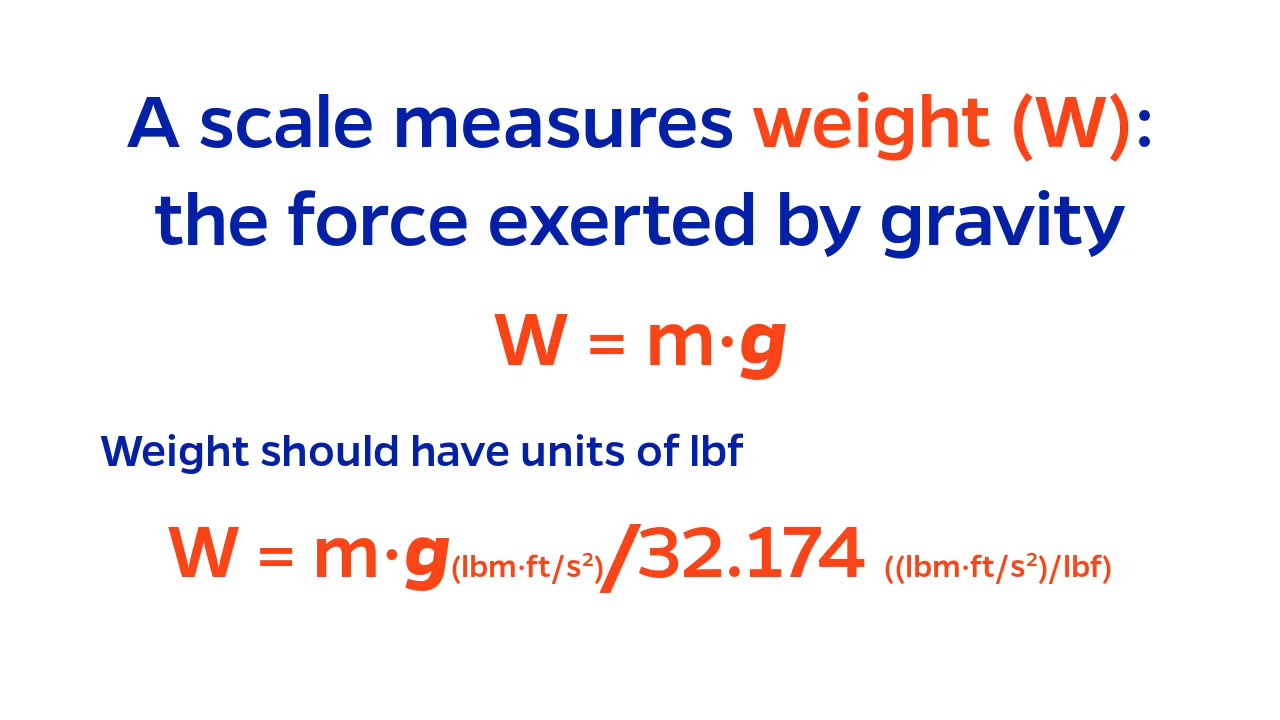 A scale measures weight (W):
the force exerted by gravity
W = m·g
Weight should have units of lbf
W = m·g(lbm·ft/s²)/32.174 ((lbm·ft/s²)/lbf)